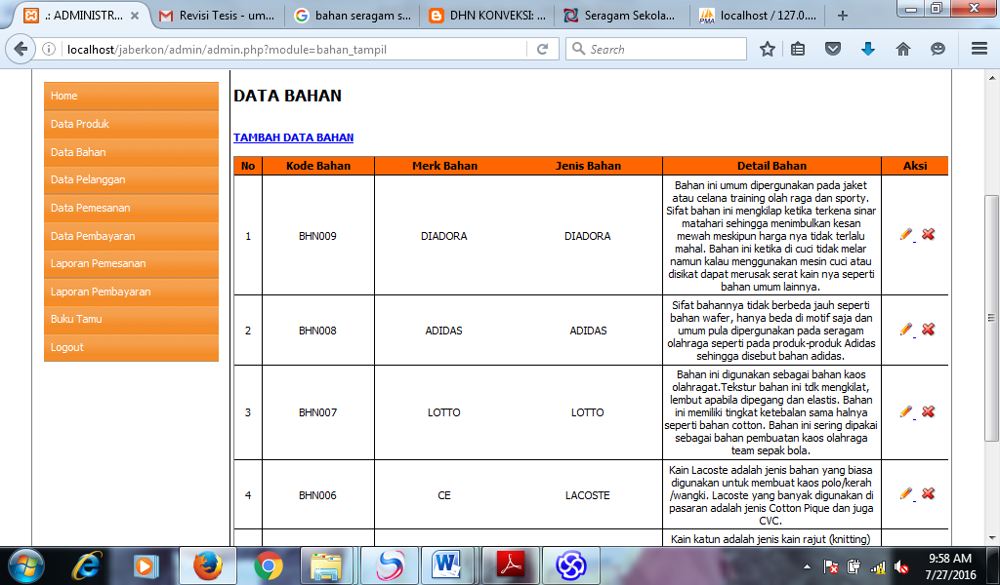 .: ADMINISTR...
Revisi Tesis - um...
bahan seragam s...
DHN KONVEKSI: ...
Seragam Sekola...
localhost / 127.0....
localhost/jaberkon/admin/admin.php?module=bahan_tampil
Search
Home
Data Produk
Data Bahan
Data Pelanggan
Data Pemesanan
Data Pembayaran
Laporan Pemesanan
Laporan Pembayaran
Buku Tamu
Logout
DATA BAHAN
TAMBAH DATA BAHAN
No Kode Bahan Merk Bahan Jenis Bahan Detail Bahan Aksi
1 BHN009 DIADORA DIADORA
Bahan ini umum dipergunakan pada jaket
atau celana training olah raga dan sporty.
Sifat bahan ini mengkilap ketika terkena sinar
matahari sehingga menimbulkan kesan
mewah meskipun harga nya tidak terlalu
mahal. Bahan ini ketika di cuci tidak melar
namun kalau menggunakan mesin cuci atau
disikat dapat merusak serat kain nya seperti
bahan umum lainnya.
2 BHN008 ADIDAS ADIDAS
Sifat bahannya tidak berbeda jauh seperti
bahan wafer, hanya beda di motif saja dan
umum pula dipergunakan pada seragam
olahraga seperti pada produk-produk Adidas
sehingga disebut bahan adidas.
3 BHN007 LOTTO LOTTO
Bahan ini digunakan sebagai bahan kaos
olahragat.Tekstur bahan ini tdk mengkilat,
lembut apabila dipegang dan elastis. Bahan
ini memiliki tingkat ketebalan sama halnya
seperti bahan cotton. Bahan ini sering dipakai
sebagai bahan pembuatan kaos olahraga
team sepak bola.
4 BHN006 CE LACOSTE
Kain Lacoste adalah jenis bahan yang biasa
digunakan untuk membuat kaos polo/kerah
/wangki. Lacoste yang banyak digunakan di
pasaran adalah jenis Cotton Pique dan juga
CVC.
Kain katun adalah jenis kain rajut (knitting)
9:58 AM
7/27/2016